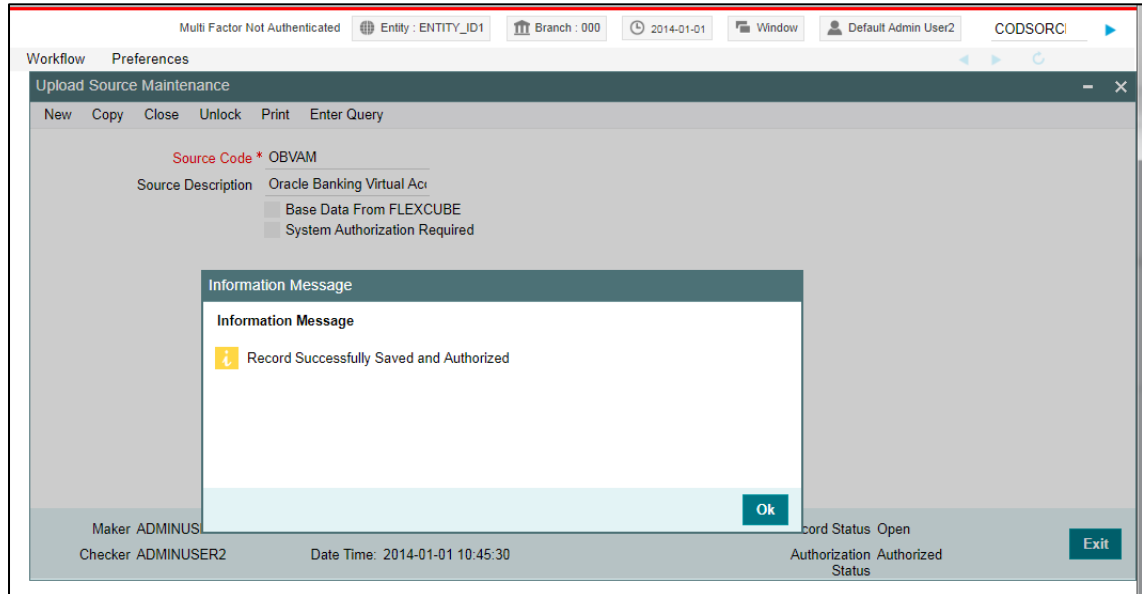 Multi Factor Not Authenticated Entity : ENTITY_ID1 Branch : 000 2014-01-01 Window Default Admin User2 CODSORC
Workflow Preferences
Upload Source Maintenance
New Copy Close Unlock Print Enter Query
Source Code * OBVAM
Source Description Oracle Banking Virtual Acc
Base Data From FLEXCUBE
System Authorization Required
Information Message
Information Message
Record Successfully Saved and Authorized
Ok
Maker ADMINUS cord Status Open
Checker ADMINUSER2 Date Time: 2014-01-01 10:45:30 Authorization Authorized
Status
Exit